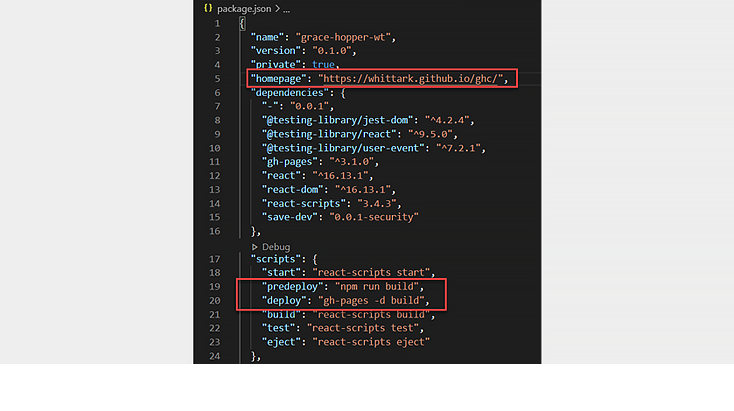 {} package.json > ...
1 {
2 "name": "grace-hopper-wt",
3 "version": "0.1.0",
4 "private": true,
5 "homepage": "https://whittark.github.io/ghc/",
6 "dependencies": {
7 "-": "0.0.1",
8 "@testing-library/jest-dom": "^4.2.4",
9 "@testing-library/react": "^9.5.0",
10 "@testing-library/user-event": "^7.2.1",
11 "gh-pages": "^3.1.0",
12 "react": "^16.13.1",
13 "react-dom": "^16.13.1",
14 "react-scripts": "3.4.3",
15 "save-dev": "0.0.1-security"
16 },
Debug
17 "scripts": {
18 "start": "react-scripts start",
19 "predeploy": "npm run build",
20 "deploy": "gh-pages -d build",
21 "build": "react-scripts build",
22 "test": "react-scripts test",
23 "eject": "react-scripts eject"
24 },